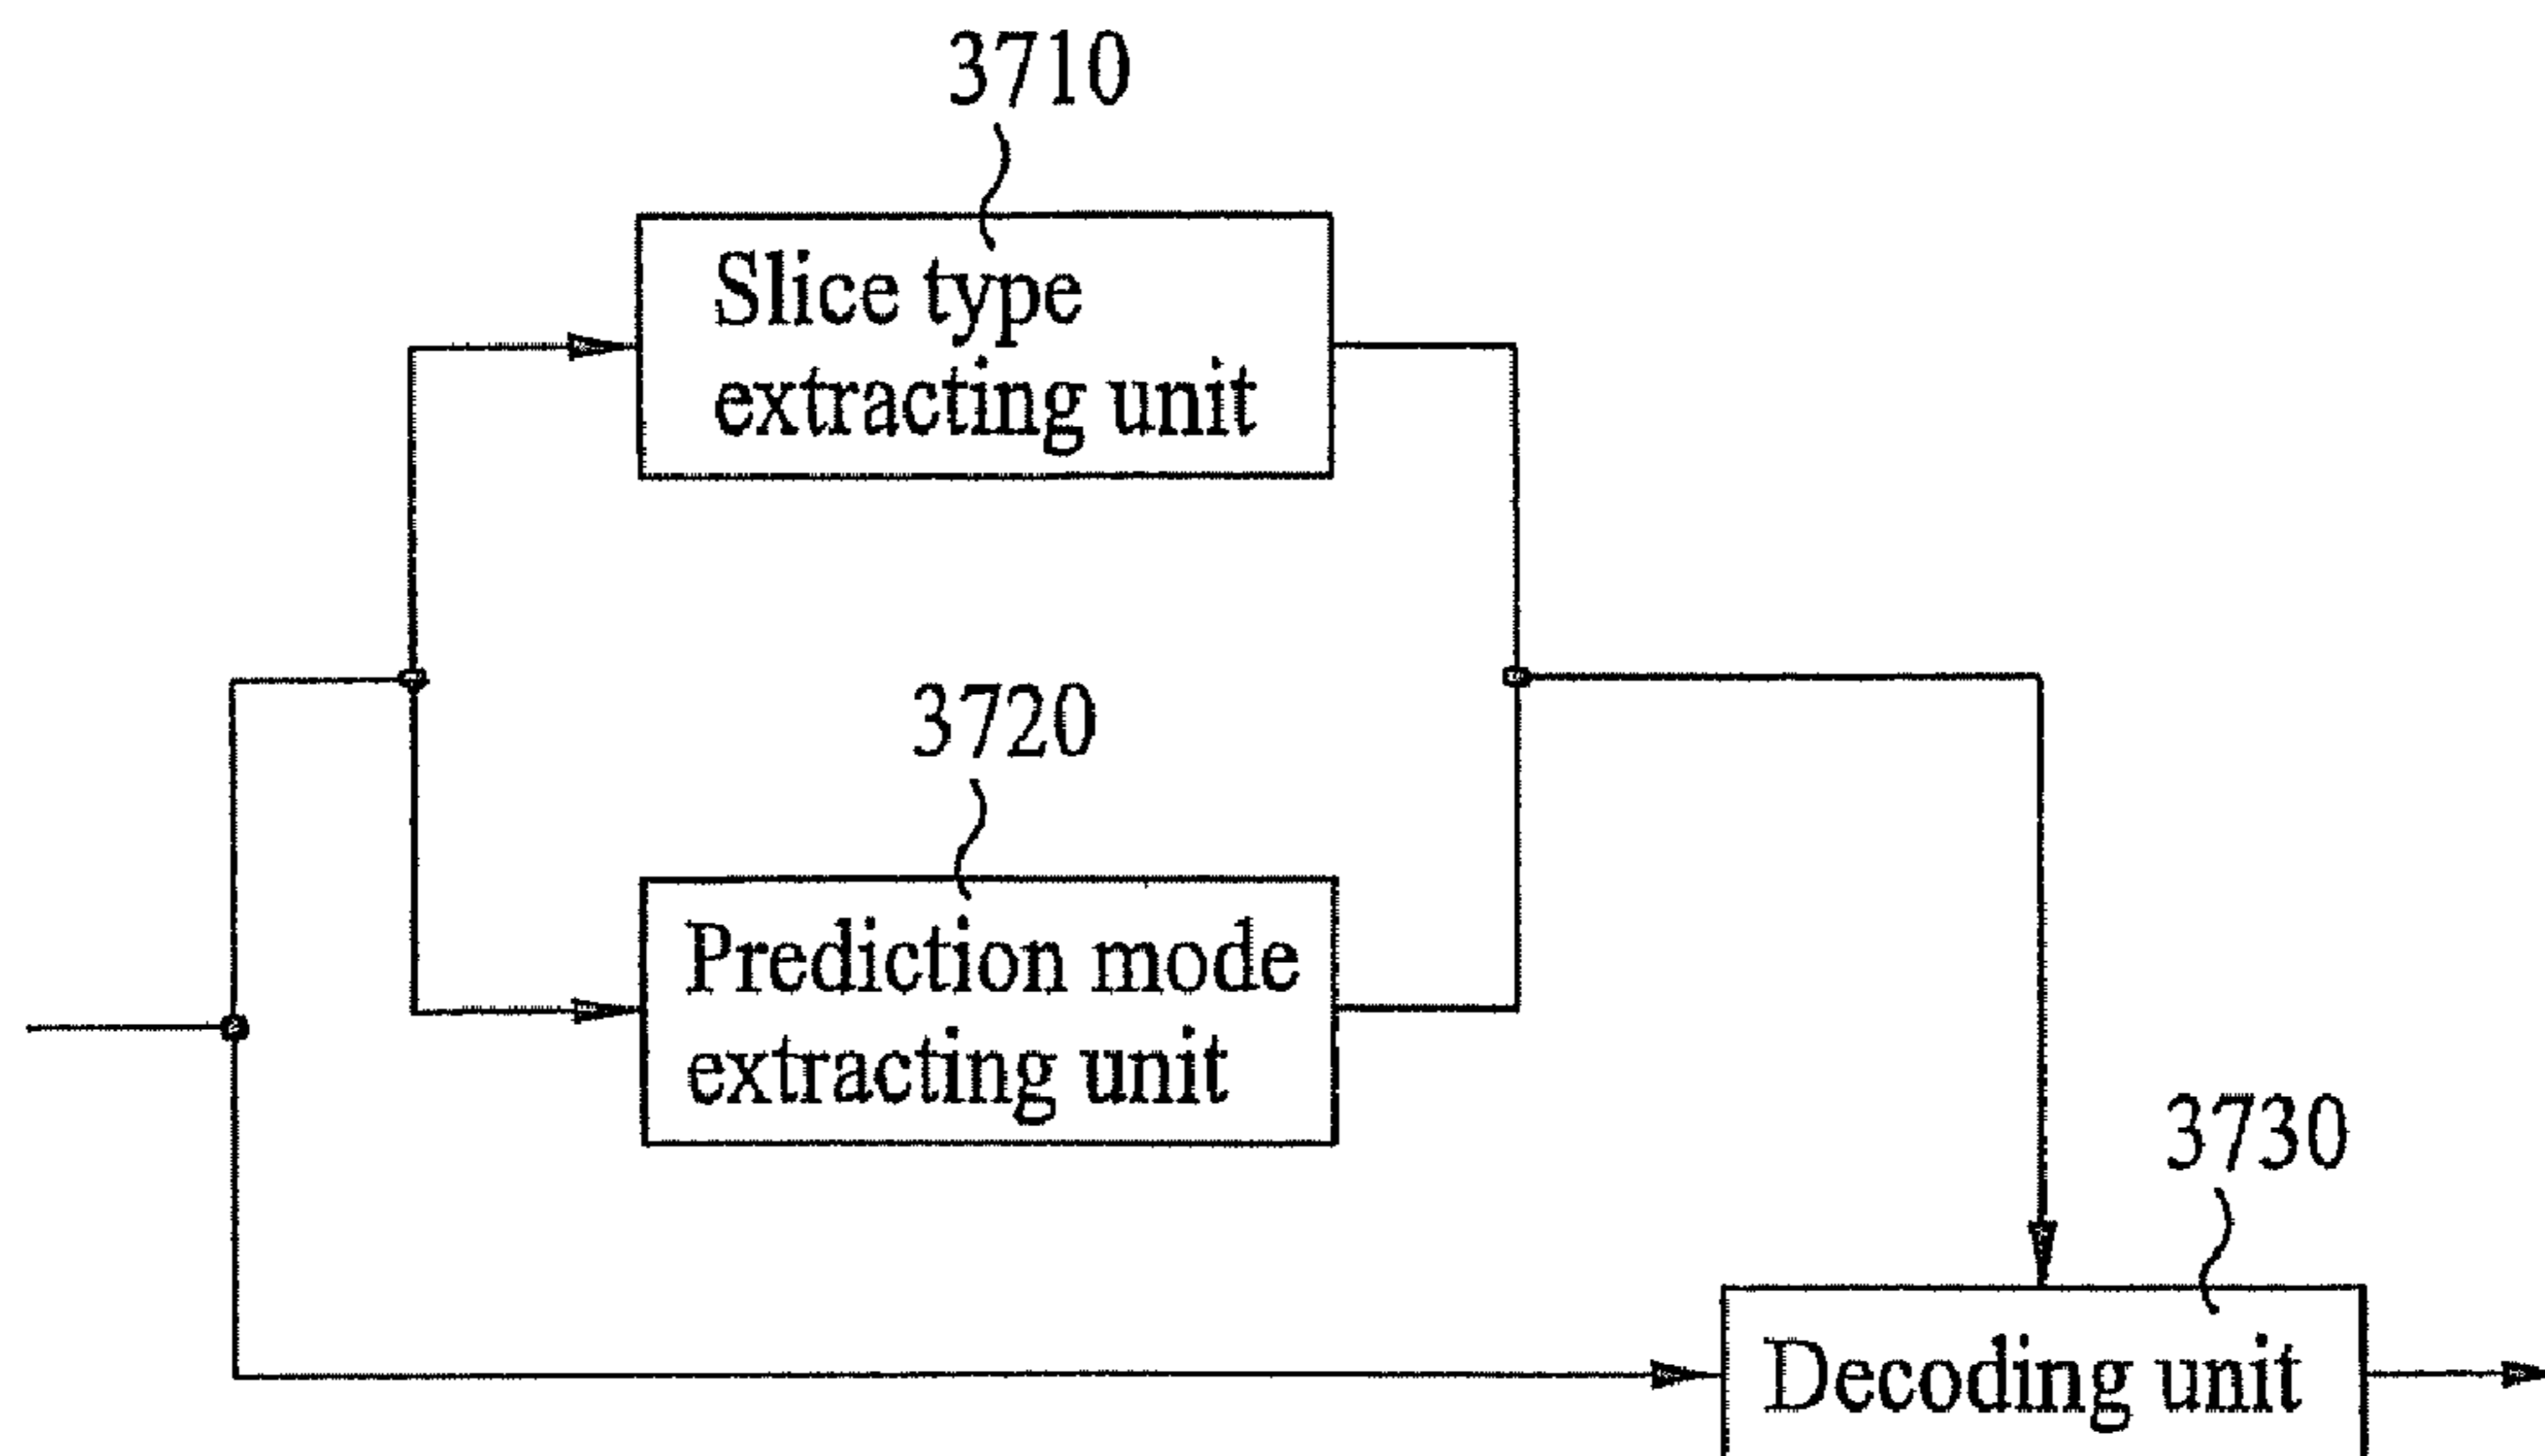 3710
Slice type
extracting unit
3720
Prediction mode
extracting unit
3730
Decoding unit